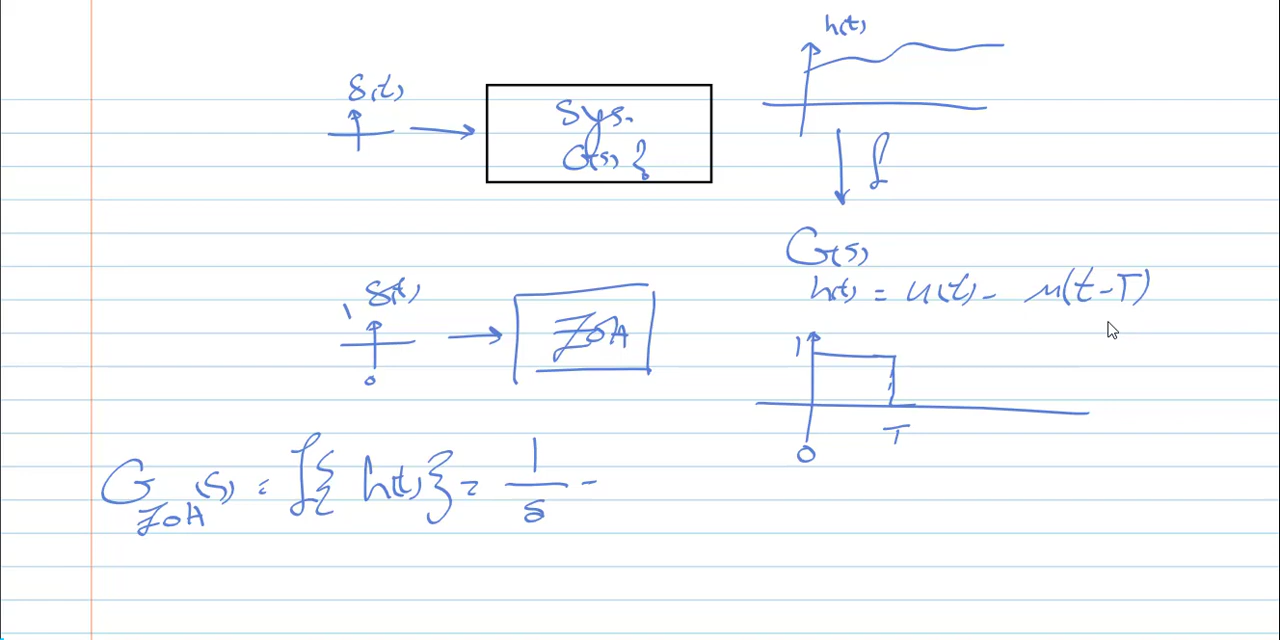 h(t)
δ(t)
Sys.
G(s) }
ℒ
G(s)
h(t) = u(t) - u(t-T)
1 δ(t)
0
ZOH
1
T
0
G_ZOH(s) = ℒ{ h(t) } = 1/s -